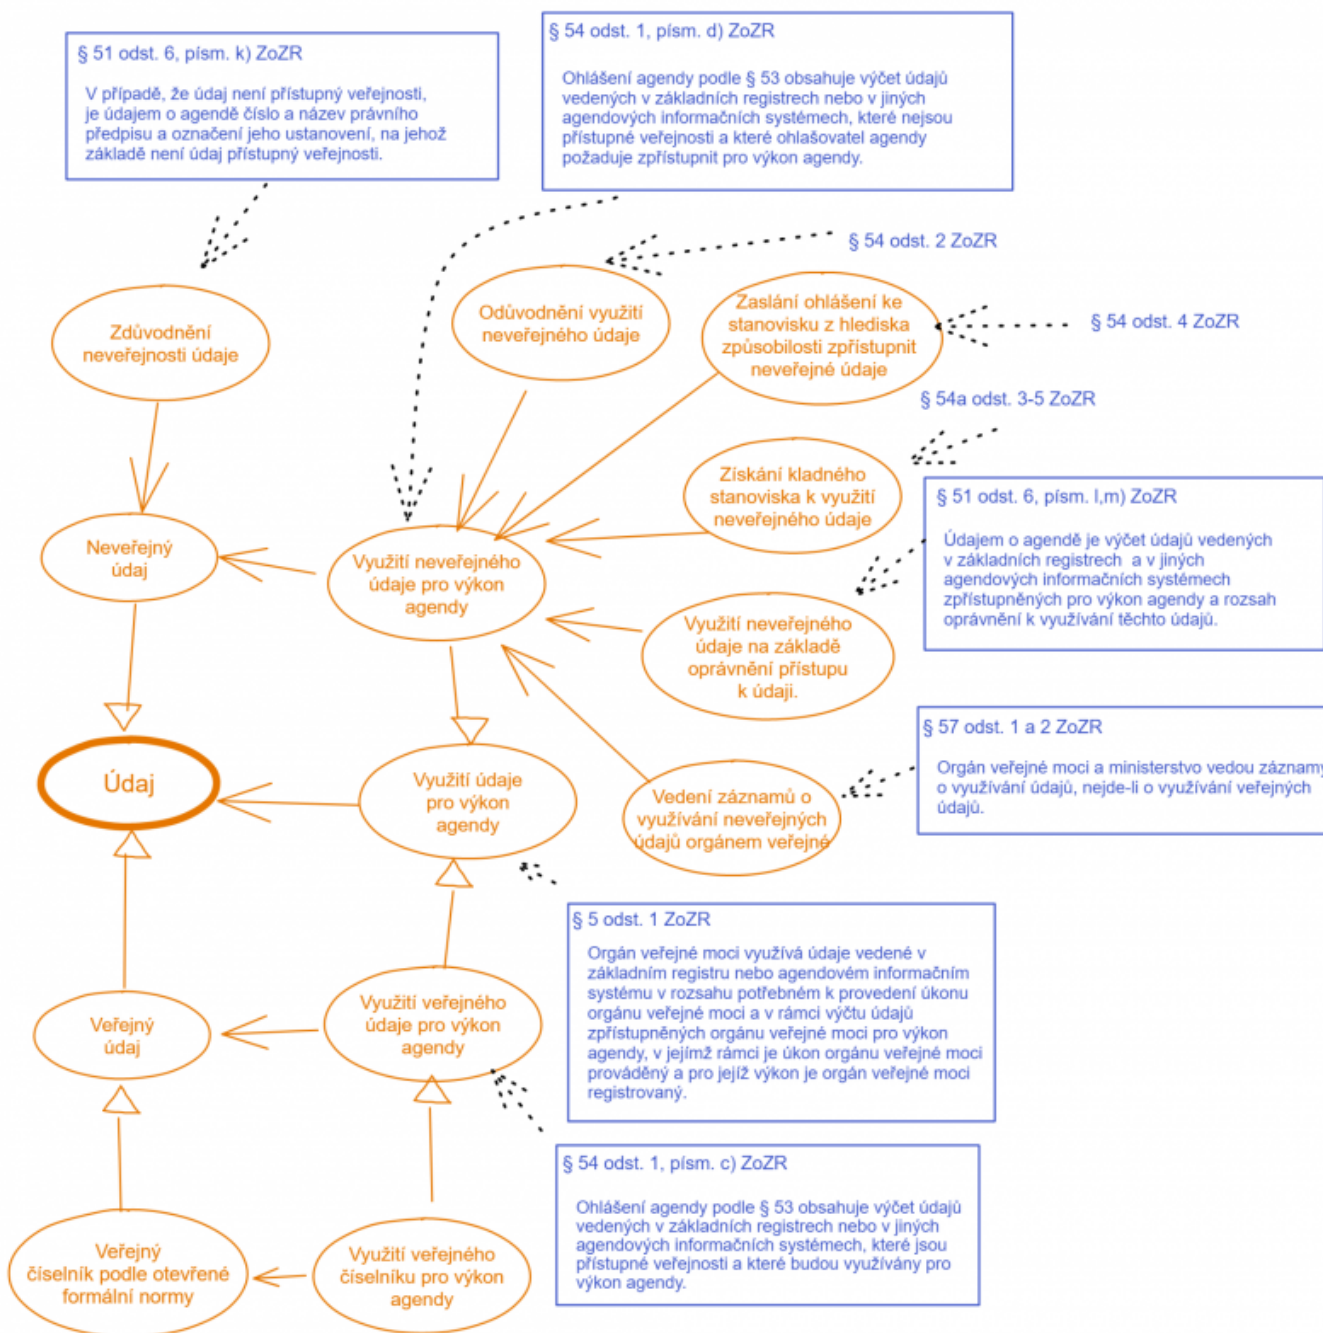 § 51 odst. 6, písm. k) ZoZR
V případě, že údaj není přístupný veřejnosti,
je údajem o agendě číslo a název právního
předpisu a označení jeho ustanovení, na jehož
základě není údaj přístupný veřejnosti.
§ 54 odst. 1, písm. d) ZoZR
Ohlášení agendy podle § 53 obsahuje výčet údajů
vedených v základních registrech nebo v jiných
agendových informačních systémech, které nejsou
přístupné veřejnosti a které ohlašovatel agendy
požaduje zpřístupnit pro výkon agendy.
§ 54 odst. 2 ZoZR
Zdůvodnění
neveřejnosti údaje
Odůvodnění využití
neveřejného údaje
Zaslání ohlášení ke
stanovisku z hlediska
způsobilosti zpřístupnit
neveřejné údaje
§ 54 odst. 4 ZoZR
§ 54a odst. 3-5 ZoZR
Získání kladného
stanoviska k využití
neveřejného údaje
§ 51 odst. 6, písm. l,m) ZoZR
Údajem o agendě je výčet údajů vedených
v základních registrech a v jiných
agendových informačních systémech
zpřístupněných pro výkon agendy a rozsah
oprávnění k využívání těchto údajů.
Neveřejný
údaj
Využití neveřejného
údaje pro výkon
agendy
Využití neveřejného
údaje na základě
oprávnění přístupu
k údaji.
§ 57 odst. 1 a 2 ZoZR
Orgán veřejné moci a ministerstvo vedou záznamy
o využívání údajů, nejde-li o využívání veřejných
údajů.
Údaj
Využití údaje
pro výkon
agendy
Vedení záznamů o
využívání neveřejných
údajů orgánem veřejné
§ 5 odst. 1 ZoZR
Orgán veřejné moci využívá údaje vedené v
základním registru nebo agendovém informačním
systému v rozsahu potřebném k provedení úkonu
orgánu veřejné moci a v rámci výčtu údajů
zpřístupněných orgánu veřejné moci pro výkon
agendy, v jejímž rámci je úkon orgánu veřejné moci
prováděný a pro jejíž výkon je orgán veřejné moci
registrovaný.
Veřejný
údaj
Využití veřejného
údaje pro výkon
agendy
§ 54 odst. 1, písm. c) ZoZR
Ohlášení agendy podle § 53 obsahuje výčet údajů
vedených v základních registrech nebo v jiných
agendových informačních systémech, které jsou
přístupné veřejnosti a které budou využívány pro
výkon agendy.
Veřejný
číselník podle otevřené
formální normy
Využití veřejného
číselníku pro výkon
agendy